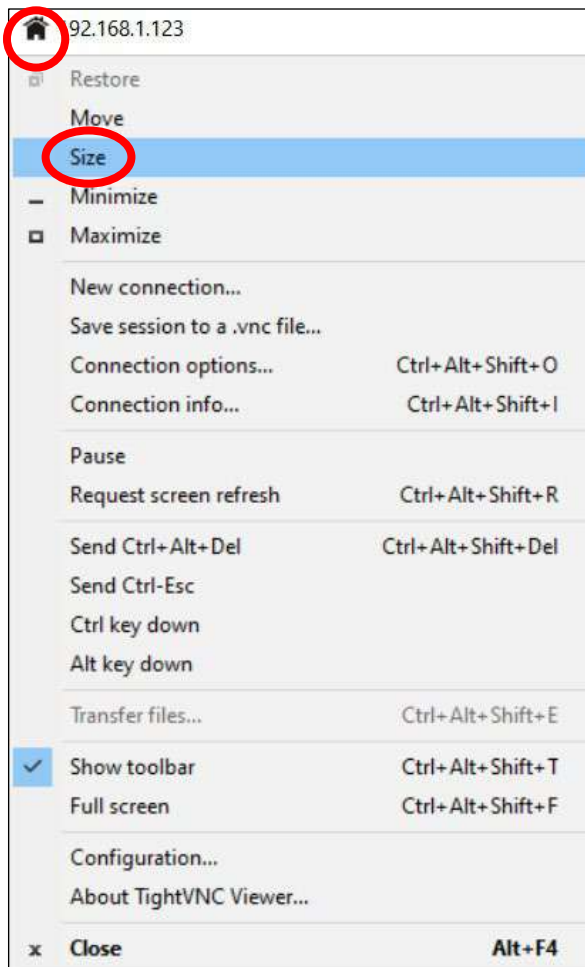 92.168.1.123
Restore
Move
Size
Minimize
Maximize
New connection...
Save session to a .vnc file...
Connection options... Ctrl+Alt+Shift+O
Connection info... Ctrl+Alt+Shift+I
Pause
Request screen refresh Ctrl+Alt+Shift+R
Send Ctrl+Alt+Del Ctrl+Alt+Shift+Del
Send Ctrl-Esc
Ctrl key down
Alt key down
Transfer files... Ctrl+Alt+Shift+E
Show toolbar Ctrl+Alt+Shift+T
Full screen Ctrl+Alt+Shift+F
Configuration...
About TightVNC Viewer...
x Close Alt+F4